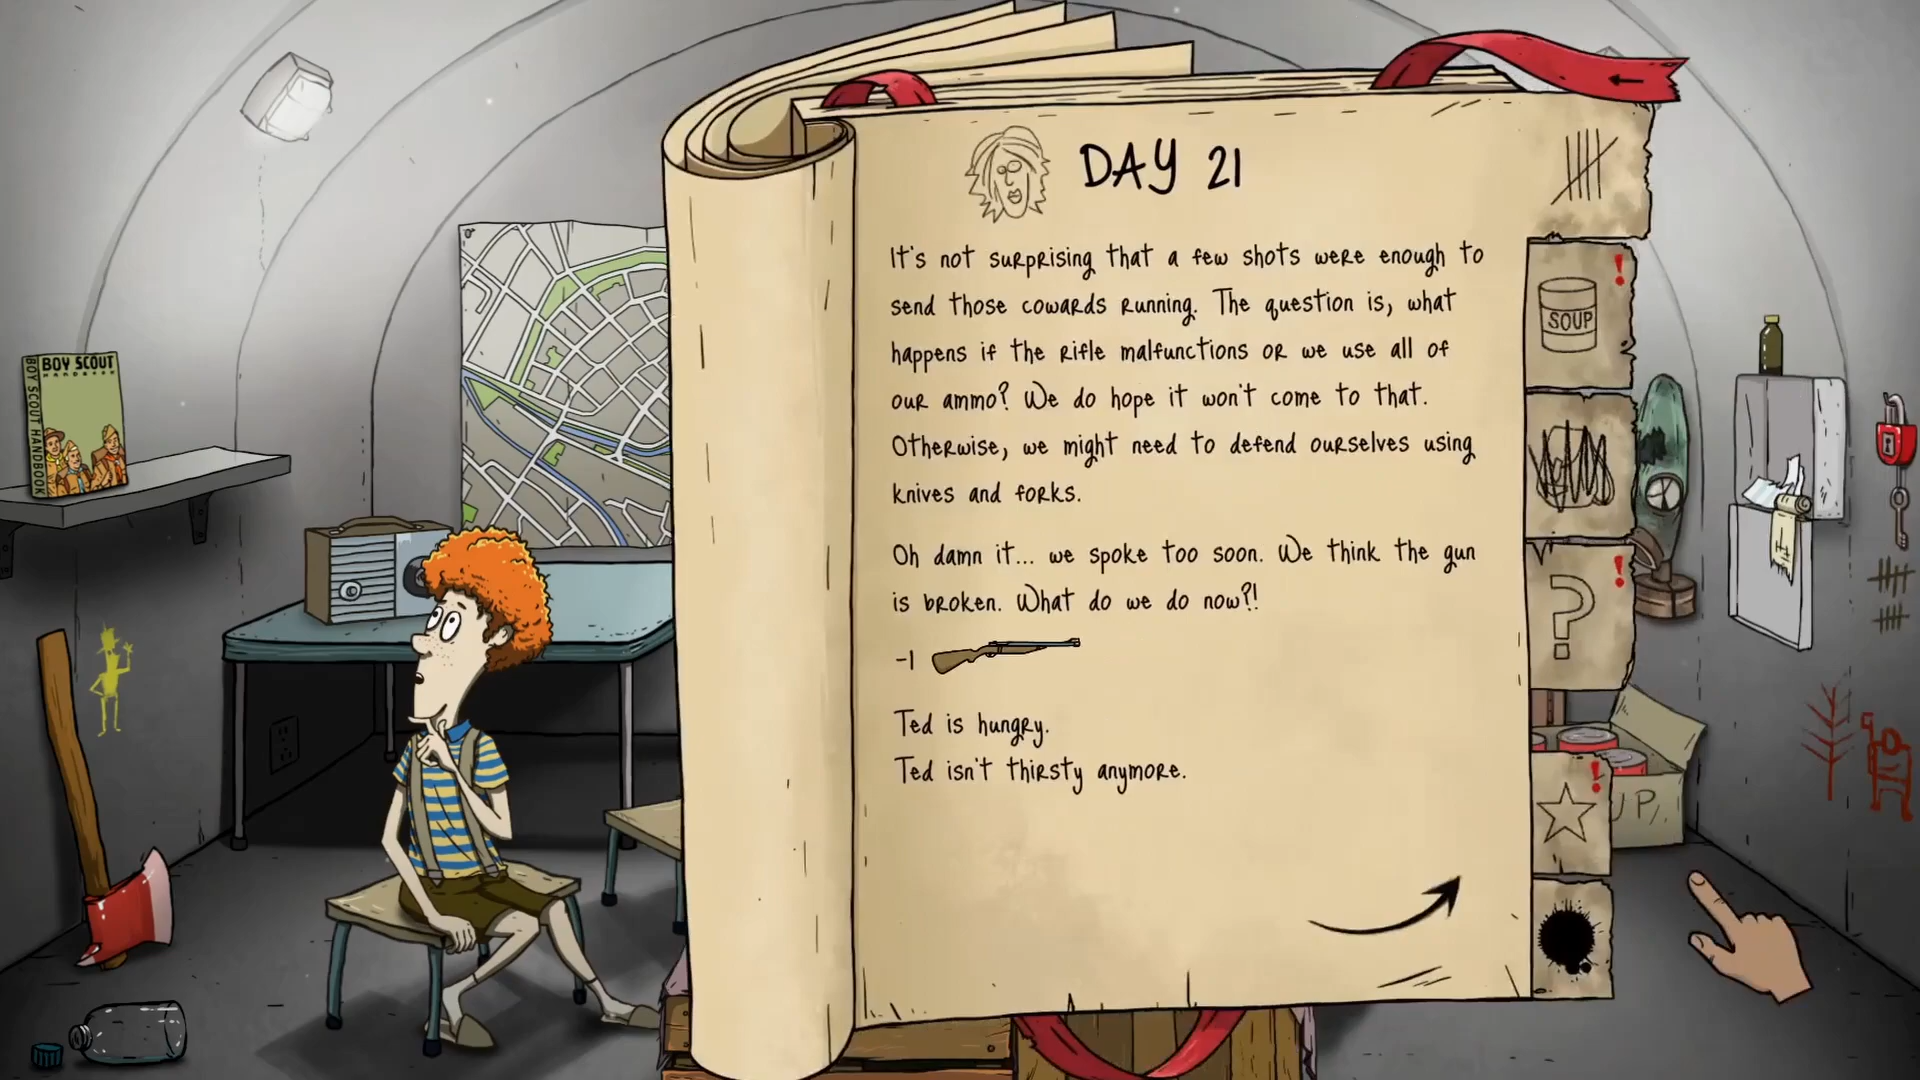 DAY 21
It's not surprising that a few shots were enough to
send those cowards running. The question is, what
happens if the rifle malfunctions or we use all of
our ammo? We do hope it won't come to that.
Otherwise, we might need to defend ourselves using
knives and forks.
Oh damn it... we spoke too soon. We think the gun
is broken. What do we do now?!
-1
Ted is hungry.
Ted isn't thirsty anymore.
!
SOUP
!
?
!
BOY SCOUT
HANDBOOK
BOY SCOUT HANDBOOK
UP